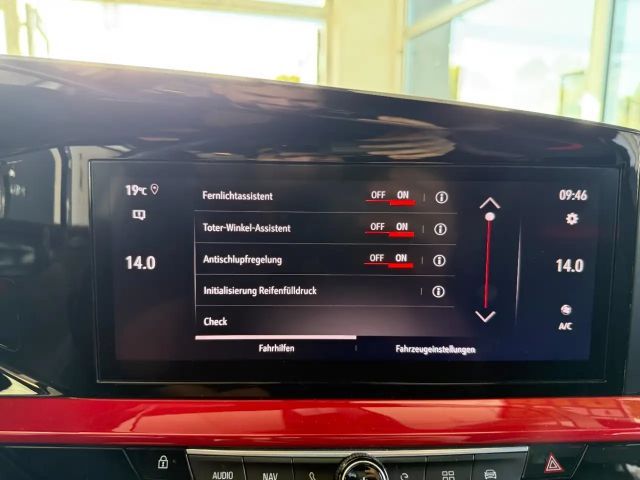 19°C
09:46
Fernlichtassistent OFF ON
Toter-Winkel-Assistent OFF ON
14.0
14.0
Antischlupfregelung OFF ON
Initialisierung Reifenfülldruck
Check
A/C
Fahrhilfen
Fahrzeugeinstellungen
AUDIO
NAV